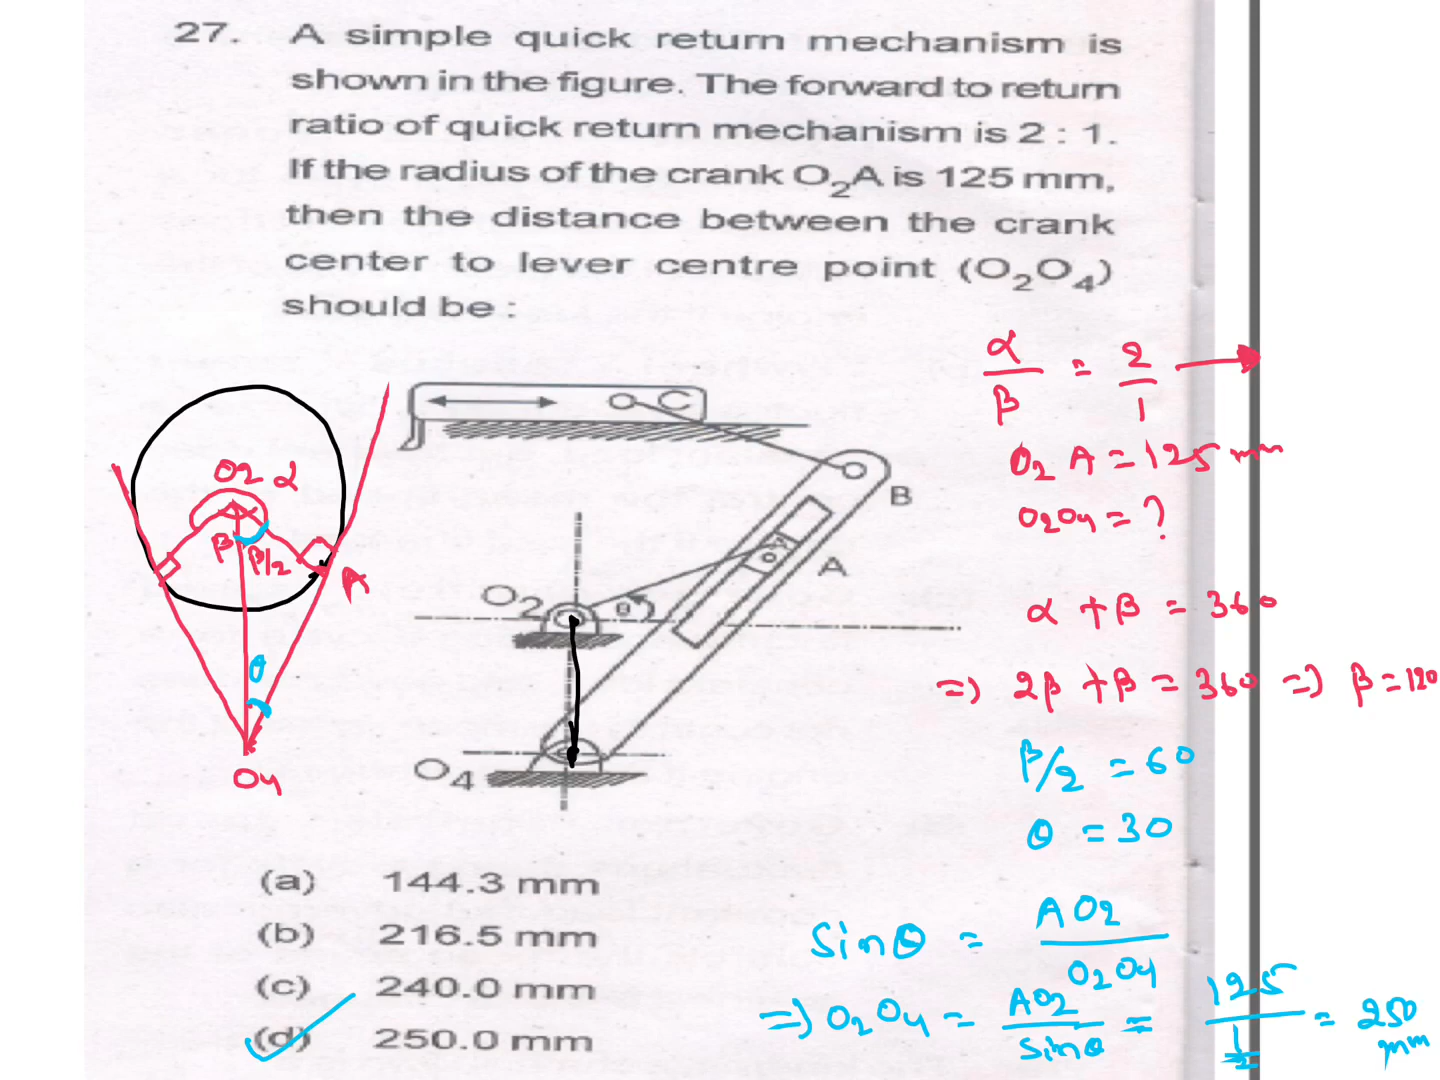 27. A simple quick return mechanism is
shown in the figure. The forward to return
ratio of quick return mechanism is 2 : 1.
If the radius of the crank O₂A is 125 mm,
then the distance between the crank
center to lever centre point (O₂O₄)
should be :
α/β = 2/1
O₂ A = 125 mm
O₂O₄ = ?
α + β = 360
=> 2β + β = 360 => β = 120
β/2 = 60
θ = 30
Sinθ = AO₂/O₂O₄
=> O₂O₄ = AO₂/Sinθ = 125/½ = 250 mm
O₂ α
β β/2
A
θ
O₄
C
B
A
O₂ θ
O₄
(a) 144.3 mm
(b) 216.5 mm
(c) 240.0 mm
(d) 250.0 mm